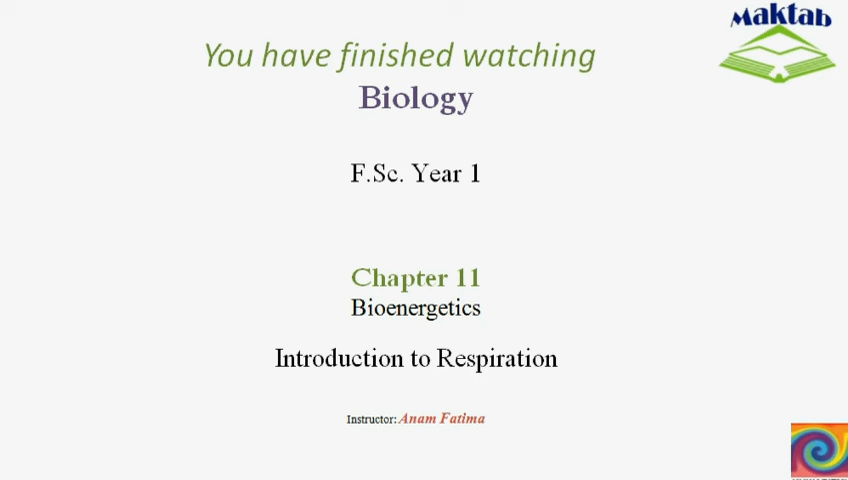 Maktab
You have finished watching
Biology
F.Sc. Year 1
Chapter 11
Bioenergetics
Introduction to Respiration
Instructor: Anam Fatima